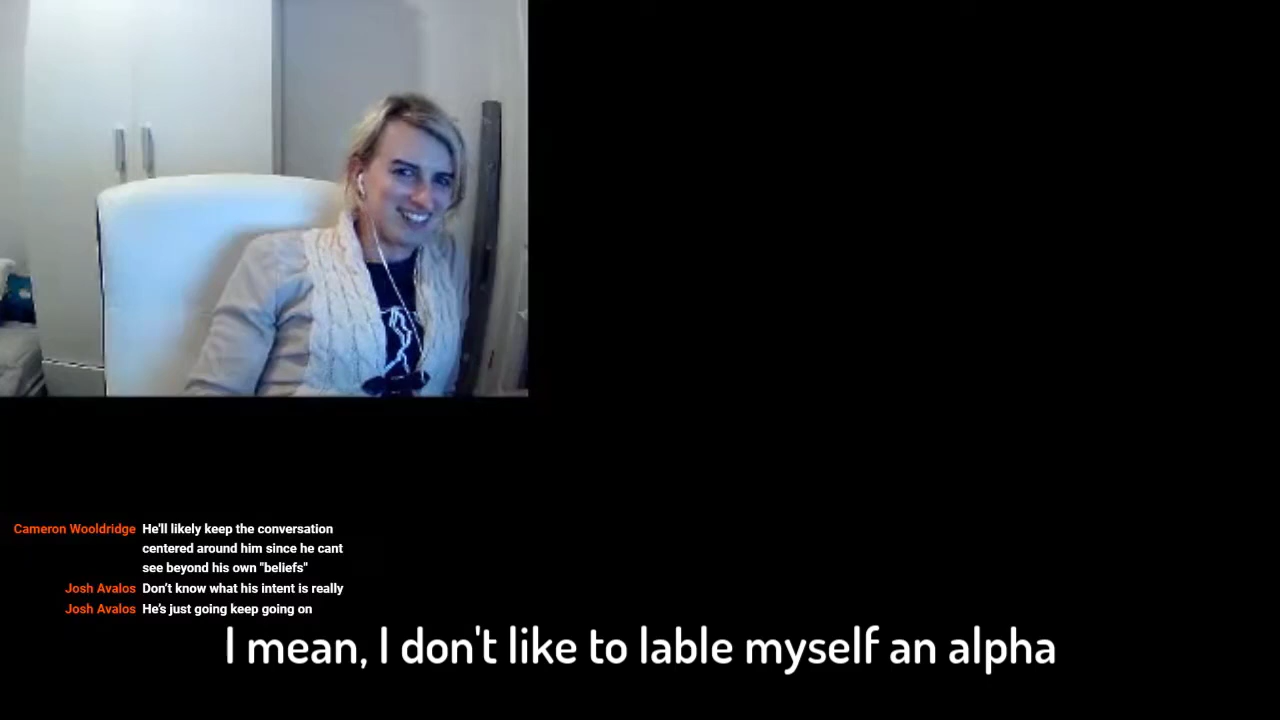 Cameron Wooldridge He'll likely keep the conversation
centered around him since he cant
see beyond his own "beliefs"
Josh Avalos Don't know what his intent is really
Josh Avalos He's just going keep going on
I mean, I don't like to lable myself an alpha